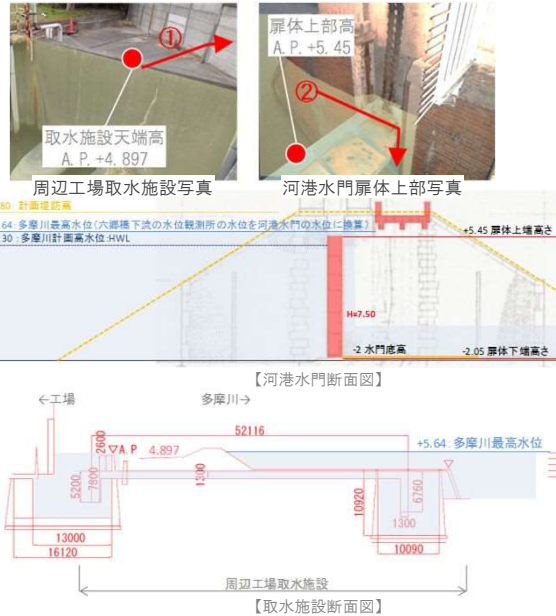 ①
取水施設天端高
A.P.+4.897
周辺工場取水施設写真
扉体上部高
A.P.+5.45
②
河港水門扉体上部写真
80：計画堤防高
64：多摩川最高水位（六郷橋下流の水位観測所の水位を河港水門の水位に換算）
30：多摩川計画高水位：HWL
+5.45 扉体上端高さ
H=7.50
-2 水門底高
-2.05 扉体下端高さ
【河港水門断面図】
←工場
多摩川→
52116
2600
▽A.P
4.897
+5.64：多摩川最高水位
5200
7800
1300
10920
6760
1300
13000
16120
10090
周辺工場取水施設
【取水施設断面図】